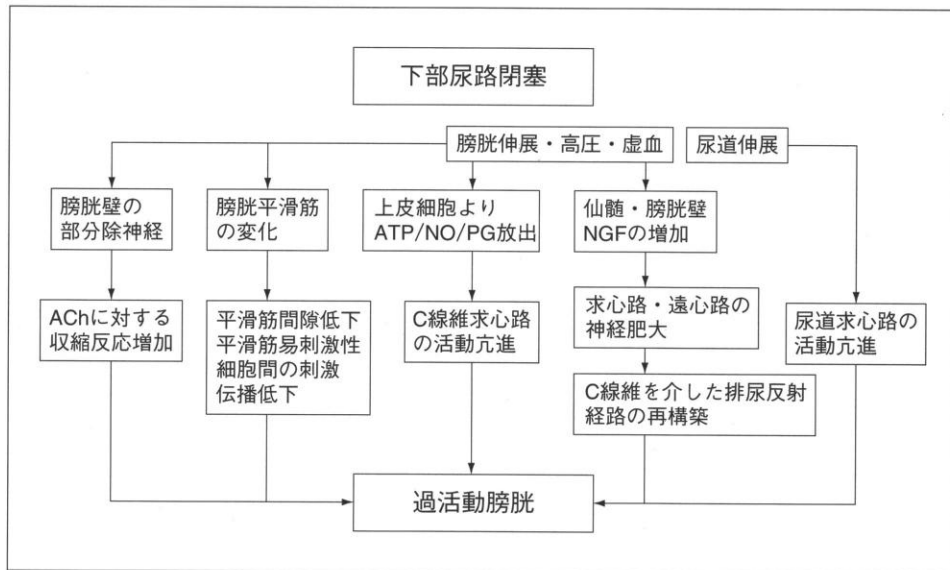 下部尿路閉塞
膀胱伸展・高圧・虚血
尿道伸展
膀胱壁の
部分除神経
膀胱平滑筋
の変化
上皮細胞より
ATP/NO/PG放出
仙髄・膀胱壁
NGFの増加
AChに対する
収縮反応増加
平滑筋間隙低下
平滑筋易刺激性
細胞間の刺激
伝播低下
C線維求心路
の活動亢進
求心路・遠心路の
神経肥大
尿道求心路の
活動亢進
C線維を介した排尿反射
経路の再構築
過活動膀胱